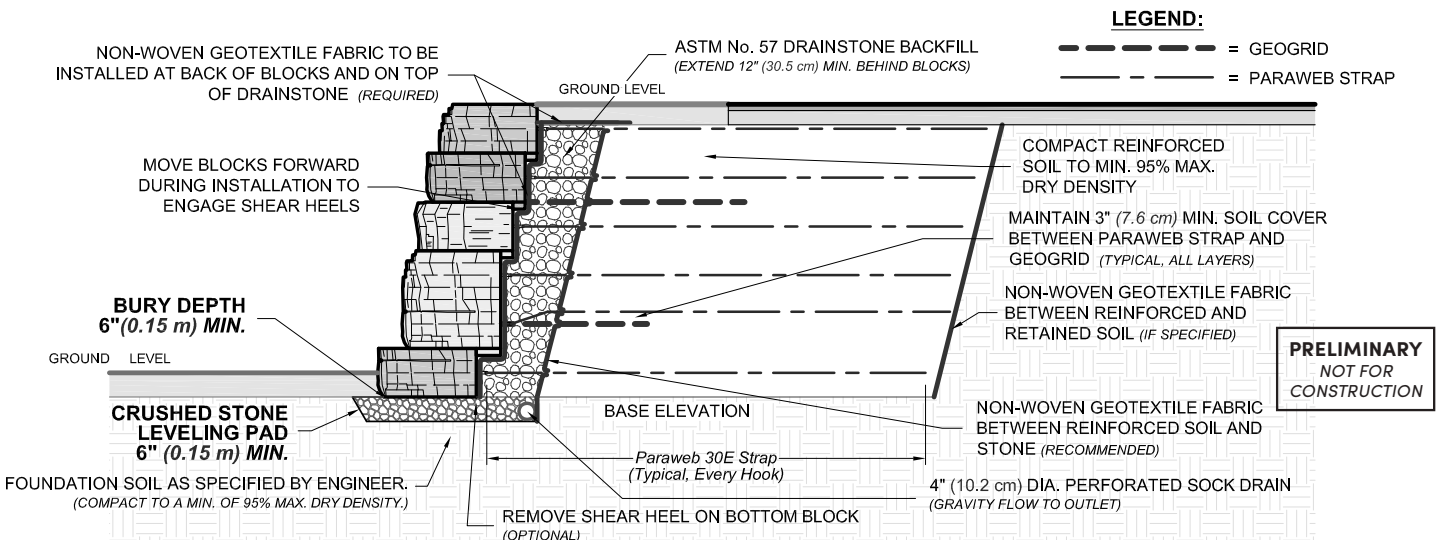 LEGEND:
= GEOGRID
= PARAWEB STRAP
NON-WOVEN GEOTEXTILE FABRIC TO BE
INSTALLED AT BACK OF BLOCKS AND ON TOP
OF DRAINSTONE (REQUIRED)
ASTM No. 57 DRAINSTONE BACKFILL
(EXTEND 12" (30.5 cm) MIN. BEHIND BLOCKS)
GROUND LEVEL
MOVE BLOCKS FORWARD
DURING INSTALLATION TO
ENGAGE SHEAR HEELS
COMPACT REINFORCED
SOIL TO MIN. 95% MAX.
DRY DENSITY
MAINTAIN 3" (7.6 cm) MIN. SOIL COVER
BETWEEN PARAWEB STRAP AND
GEOGRID (TYPICAL, ALL LAYERS)
BURY DEPTH
6"(0.15 m) MIN.
NON-WOVEN GEOTEXTILE FABRIC
BETWEEN REINFORCED AND
RETAINED SOIL (IF SPECIFIED)
PRELIMINARY
NOT FOR
CONSTRUCTION
GROUND LEVEL
CRUSHED STONE
LEVELING PAD
6" (0.15 m) MIN.
BASE ELEVATION
NON-WOVEN GEOTEXTILE FABRIC
BETWEEN REINFORCED SOIL AND
STONE (RECOMMENDED)
Paraweb 30E Strap
(Typical, Every Hook)
FOUNDATION SOIL AS SPECIFIED BY ENGINEER.
(COMPACT TO A MIN. OF 95% MAX. DRY DENSITY.)
4" (10.2 cm) DIA. PERFORATED SOCK DRAIN
(GRAVITY FLOW TO OUTLET)
REMOVE SHEAR HEEL ON BOTTOM BLOCK
(OPTIONAL)